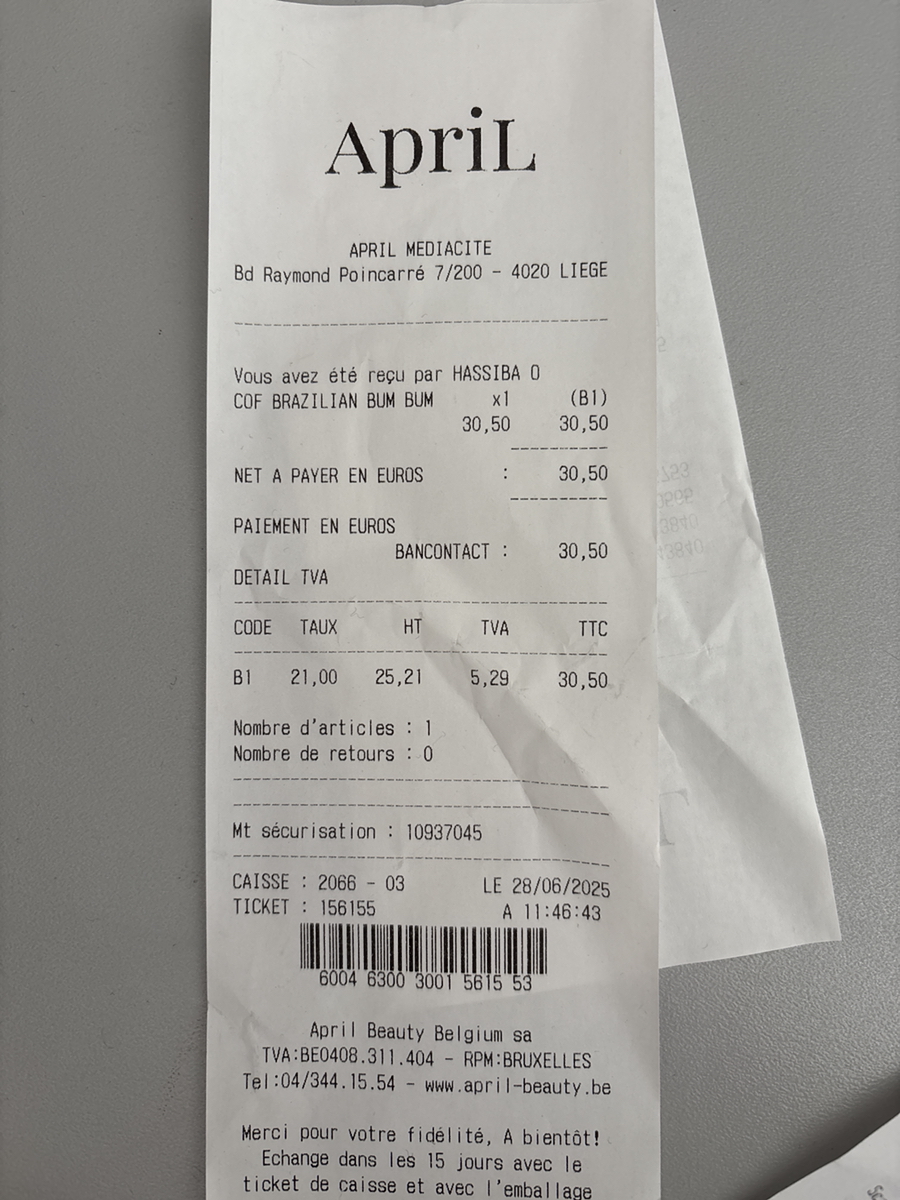 ApriL
APRIL MEDIACITE
Bd Raymond Poincarré 7/200 - 4020 LIEGE
Vous avez été reçu par HASSIBA O
COF BRAZILIAN BUM BUM x1 (B1)
30,50 30,50
NET A PAYER EN EUROS : 30,50
PAIEMENT EN EUROS
BANCONTACT : 30,50
DETAIL TVA
CODE TAUX HT TVA TTC
B1 21,00 25,21 5,29 30,50
Nombre d'articles : 1
Nombre de retours : 0
Mt sécurisation : 10937045
CAISSE : 2066 - 03 LE 28/06/2025
TICKET : 156155 A 11:46:43
6004 6300 3001 5615 53
April Beauty Belgium sa
TVA:BE0408.311.404 - RPM:BRUXELLES
Tel:04/344.15.54 - www.april-beauty.be
Merci pour votre fidélité, A bientôt!
Echange dans les 15 jours avec le
ticket de caisse et avec l'emballage